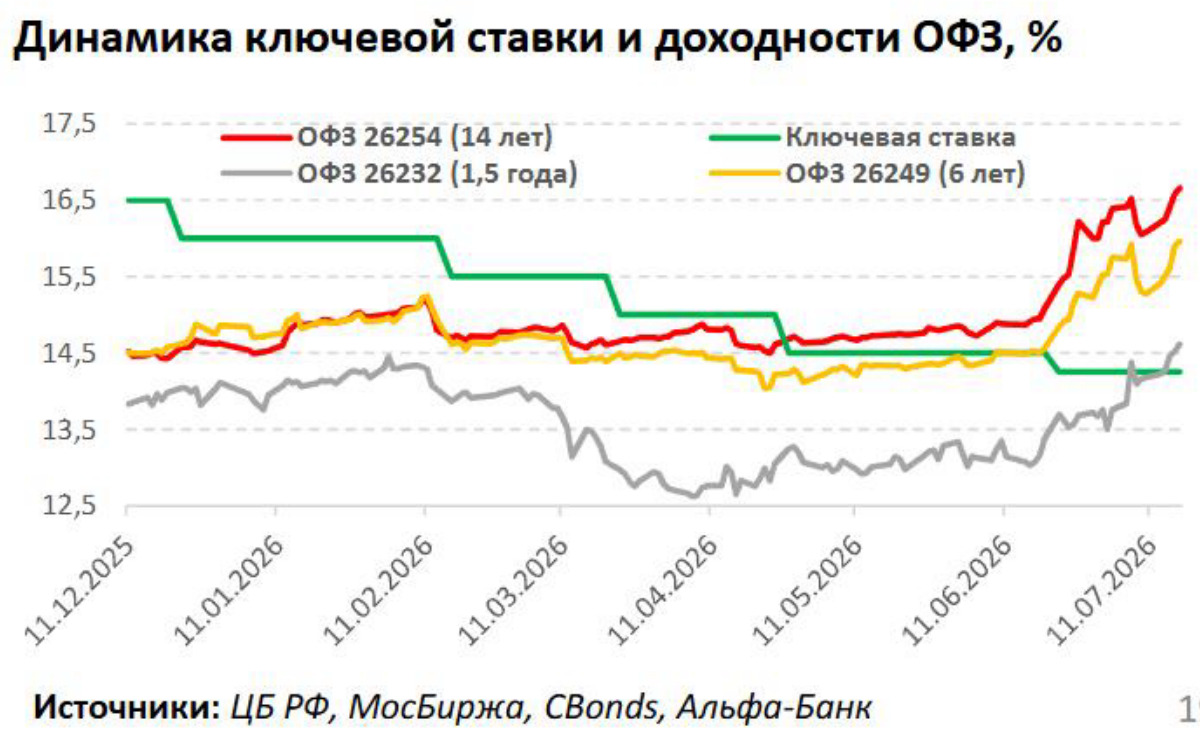 Динамика ключевой ставки и доходности ОФЗ, %
17,5
ОФЗ 26254 (14 лет)
Ключевая ставка
ОФЗ 26232 (1,5 года)
ОФЗ 26249 (6 лет)
16,5
15,5
14,5
13,5
12,5
11.12.2025
11.01.2026
11.02.2026
11.03.2026
11.04.2026
11.05.2026
11.06.2026
11.07.2026
Источники: ЦБ РФ, МосБиржа, CBonds, Альфа-Банк